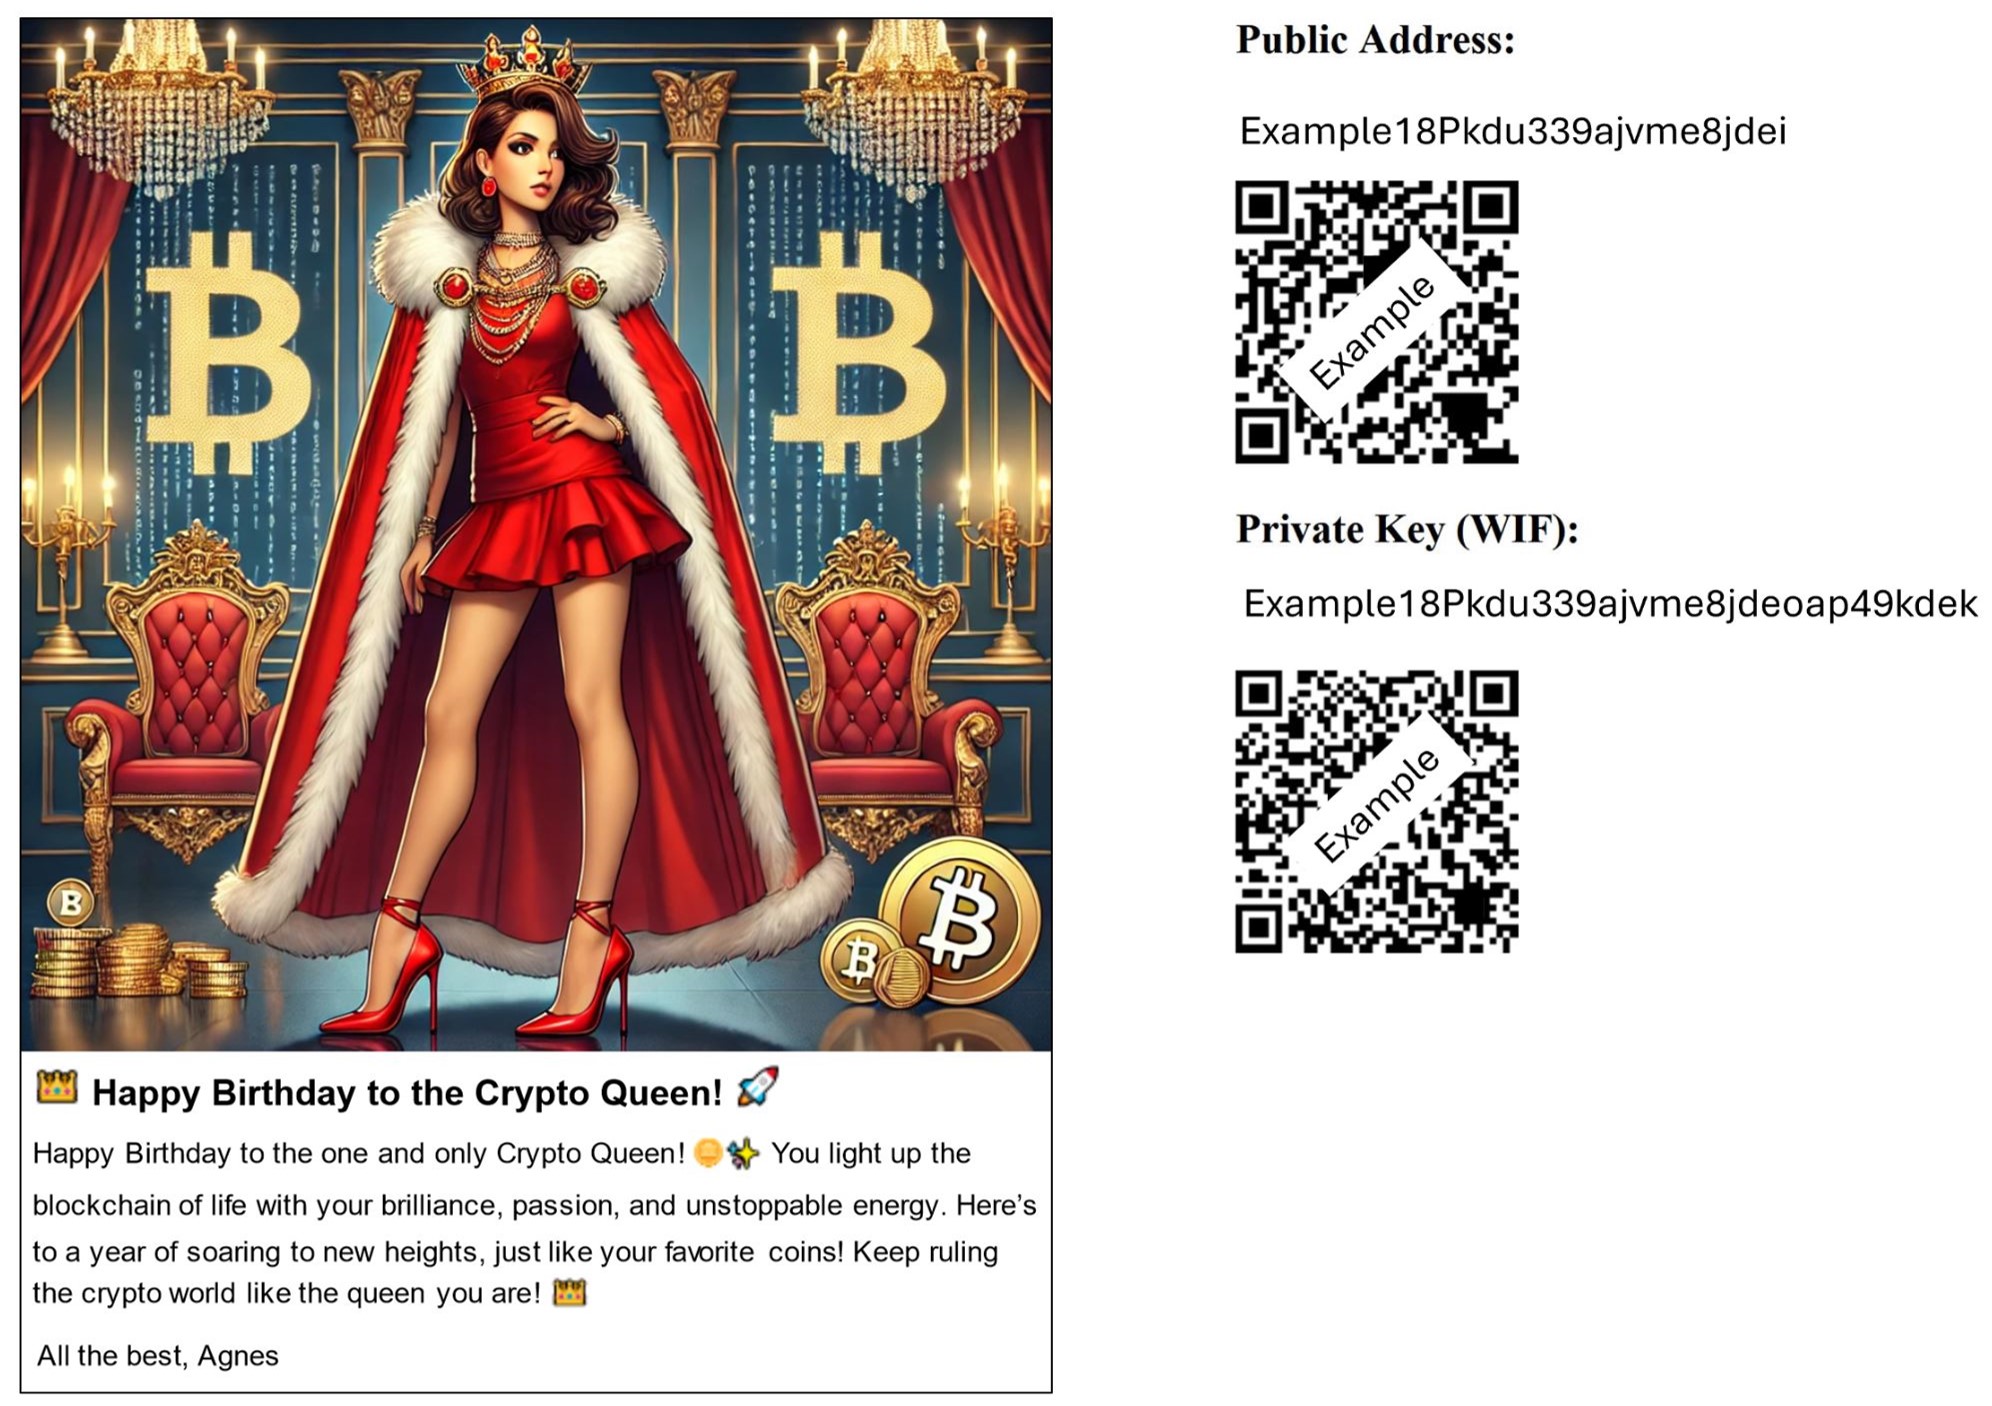 👑 Happy Birthday to the Crypto Queen! 🚀
Happy Birthday to the one and only Crypto Queen! 🪙✨ You light up the
blockchain of life with your brilliance, passion, and unstoppable energy. Here’s
to a year of soaring to new heights, just like your favorite coins! Keep ruling
the crypto world like the queen you are! 👑
All the best, Agnes
Public Address:
Example18Pkdu339ajvme8jdei
Example
Private Key (WIF):
Example18Pkdu339ajvme8jdeoap49kdek
Example